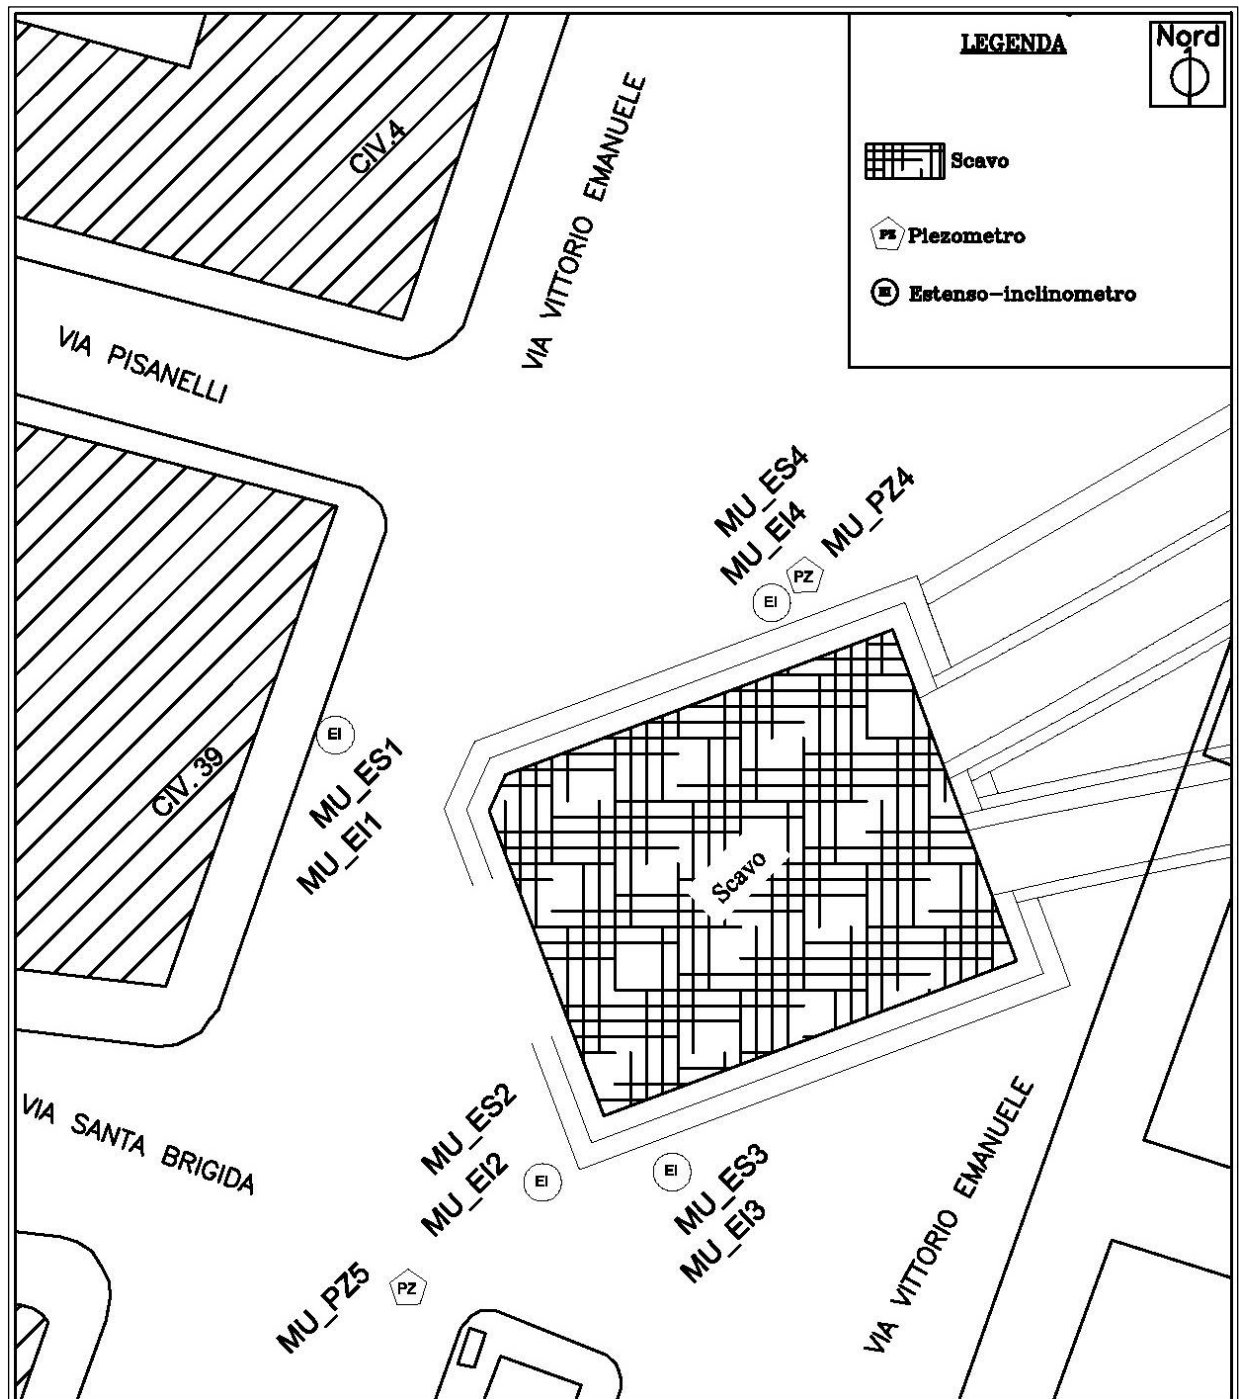 LEGENDA
Nord
Scavo
PZ Piezometro
EI Estenso-inclinometro
CIV.4
VIA VITTORIO EMANUELE
VIA PISANELLI
MU_ES4
MU_EI4
MU_PZ4
PZ
EI
EI
MU_ES1
MU_EI1
CIV. 39
Scavo
VIA SANTA BRIGIDA
MU_ES2
MU_EI2
EI
EI
MU_ES3
MU_EI3
MU_PZ5
PZ
VIA VITTORIO EMANUELE